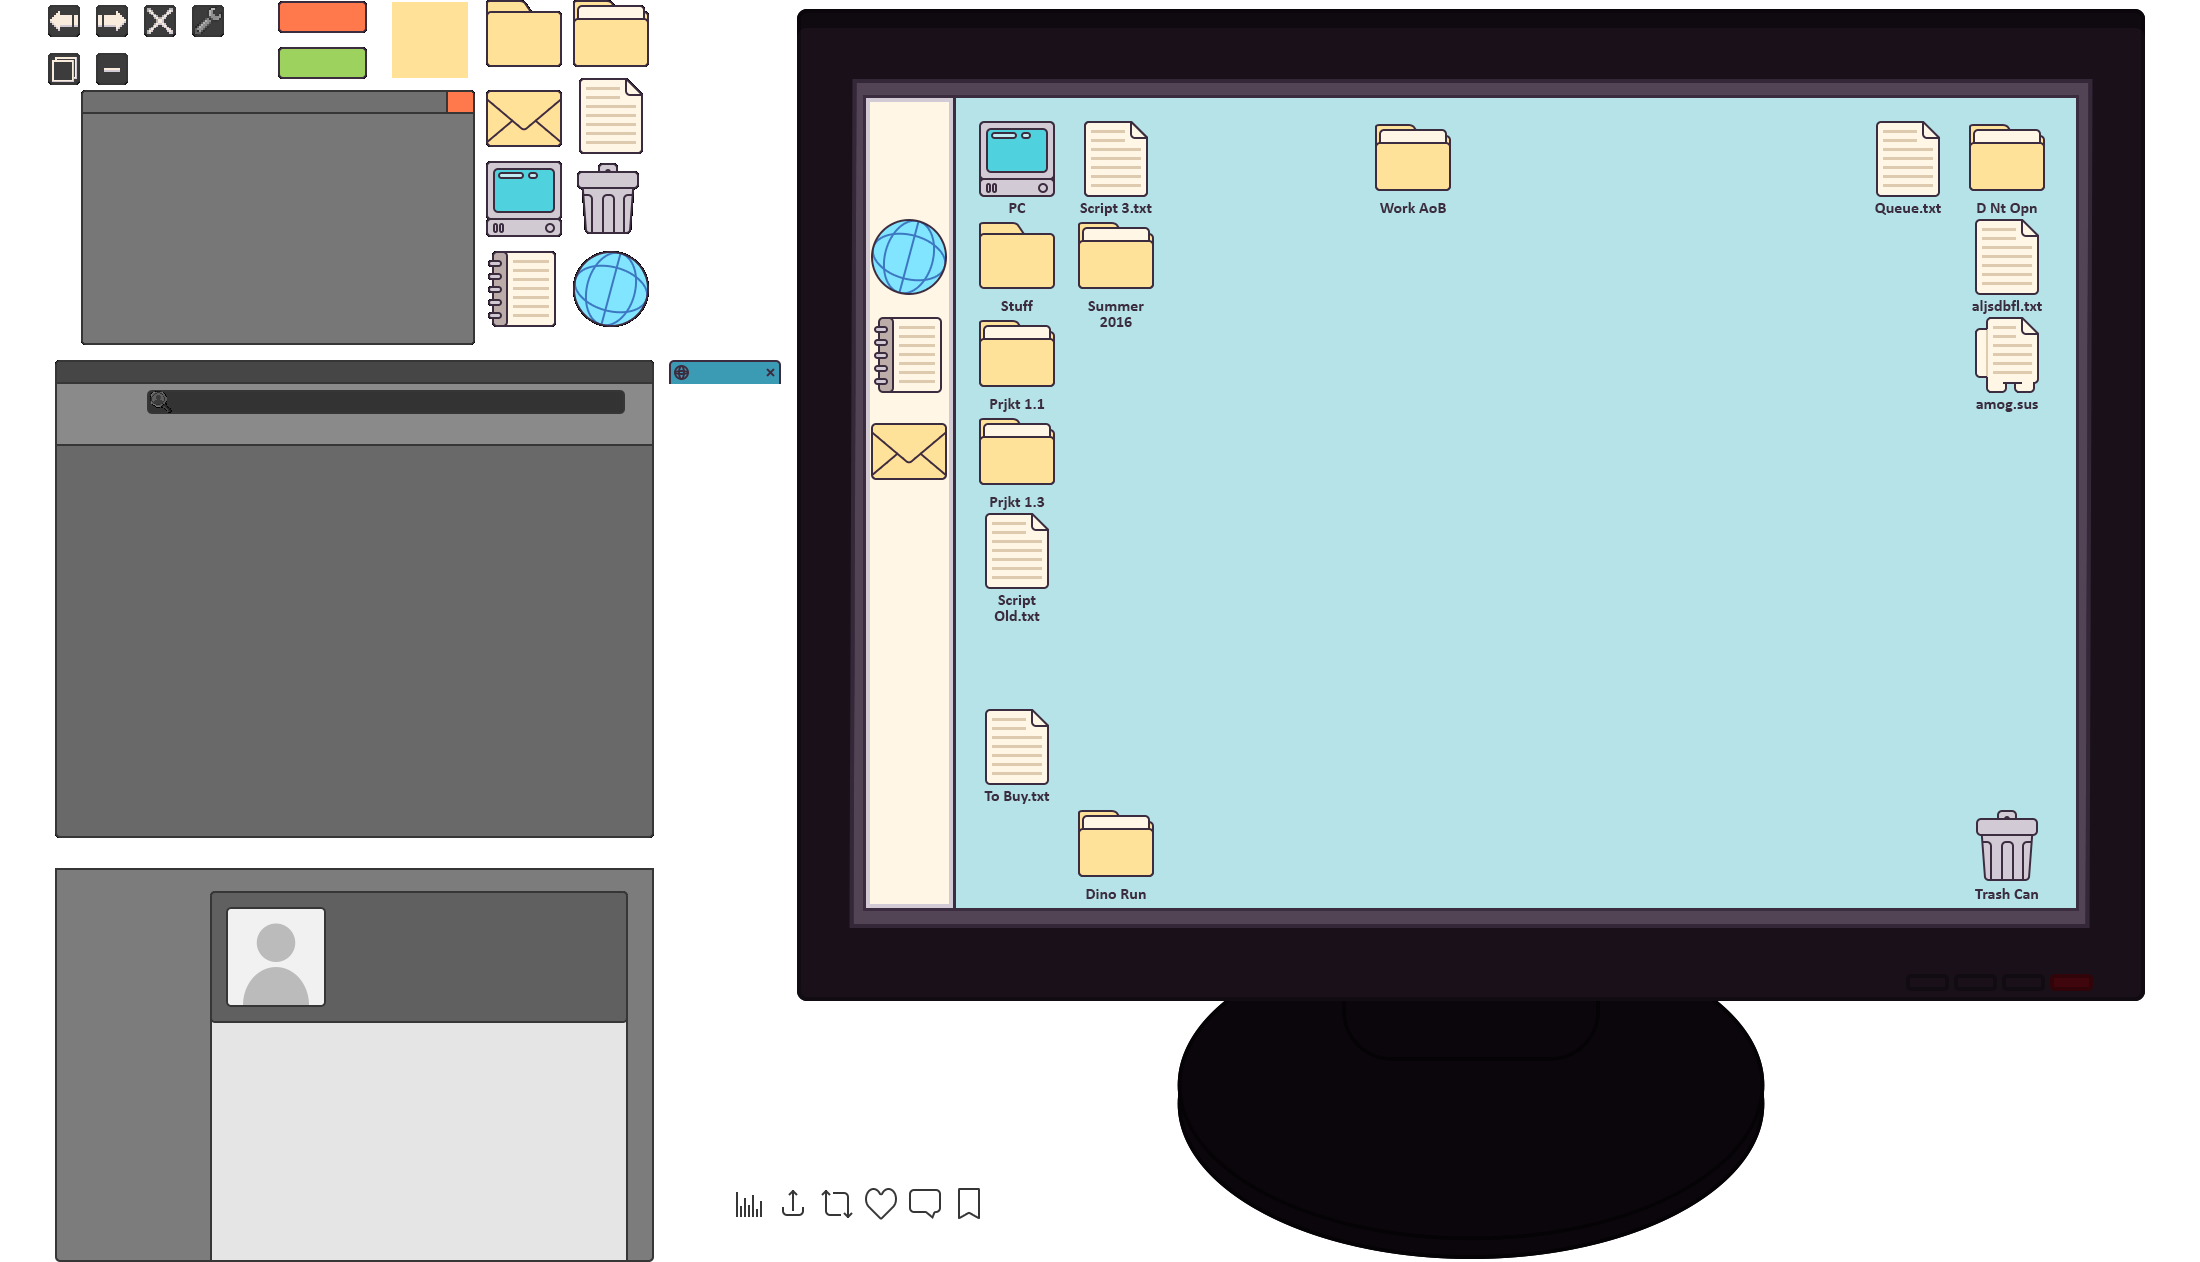 PC
Script 3.txt
Work AoB
Queue.txt
D Nt Opn
Stuff
Summer
2016
aljsdbfl.txt
Prjkt 1.1
amog.sus
Prjkt 1.3
Script
Old.txt
To Buy.txt
Dino Run
Trash Can